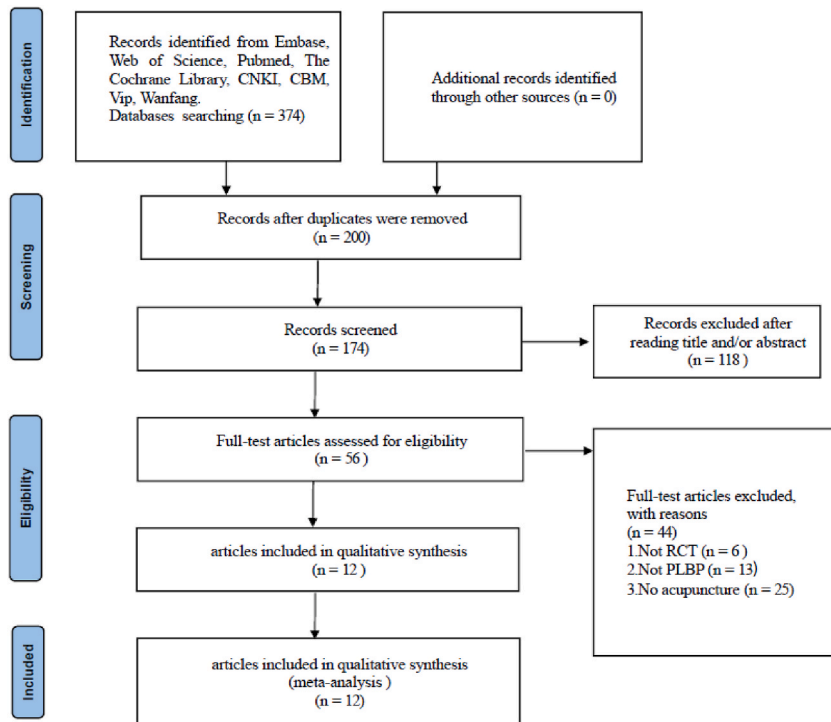 Identification
Records identified from Embase,
Web of Science, Pubmed, The
Cochrane Library, CNKI, CBM,
Vip, Wanfang.
Databases searching (n = 374)
Additional records identified
through other sources (n = 0)
Screening
Records after duplicates were removed
(n = 200)
Records screened
(n = 174)
Records excluded after
reading title and/or abstract
(n = 118 )
Eligibility
Full-test articles assessed for eligibility
(n = 56 )
Full-test articles excluded,
with reasons
(n = 44)
1.Not RCT (n = 6 )
2.Not PLBP (n = 13)
3.No acupuncture (n = 25)
articles included in qualitative synthesis
(n = 12 )
Included
articles included in qualitative synthesis
(meta-analysis )
(n = 12)